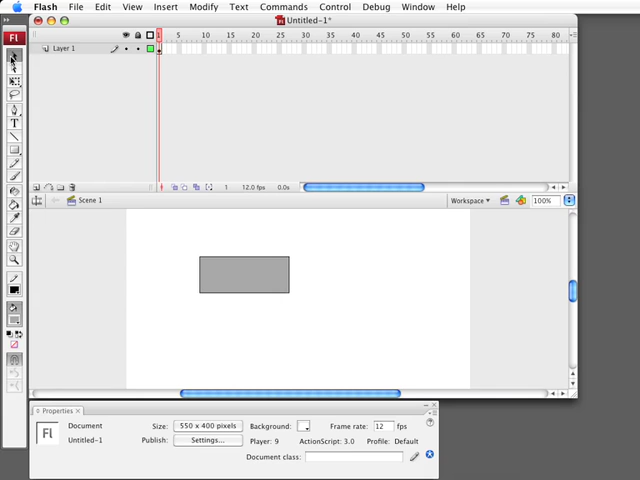 Flash File Edit View Insert Modify Text Commands Control Debug Window Help
Untitled-1*
Fl
1 5 10 15 20 25 30 35 40 45 50 55 60 65 70 75 80
Layer 1
T
1 12.0 fps 0.0s
Scene 1 Workspace 100%
Properties ×
Fl Document Size: 550 x 400 pixels Background: Frame rate: 12 fps
Untitled-1 Publish: Settings... Player: 9 ActionScript: 3.0 Profile: Default
Document class: